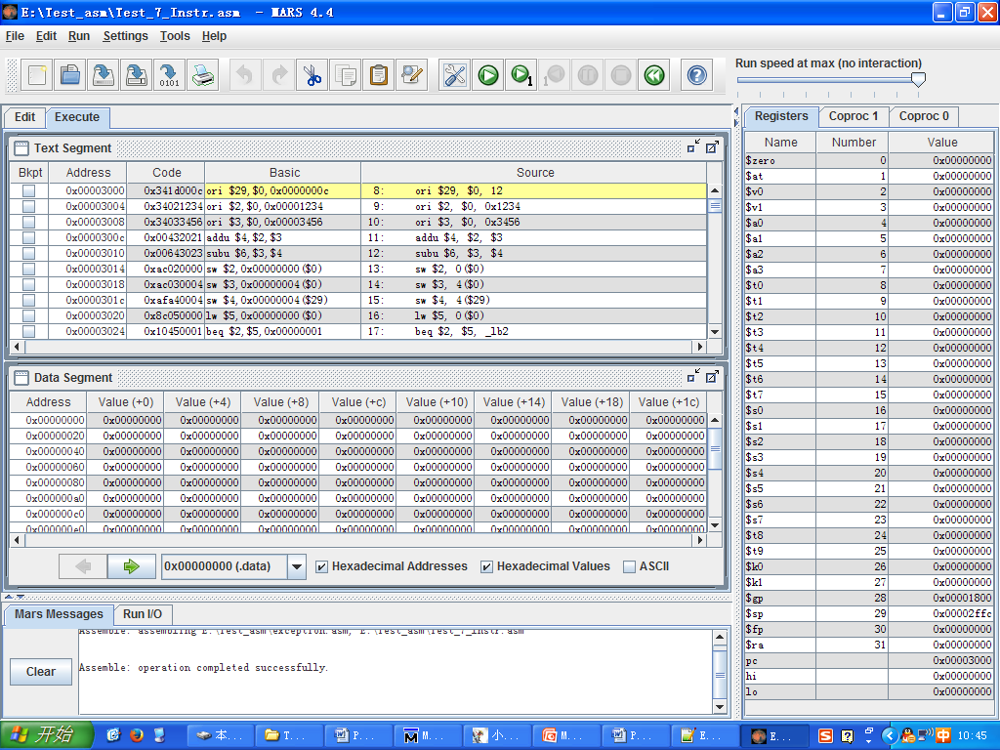 E:\Test_asm\Test_7_Instr.asm  - MARS 4.4
File Edit Run Settings Tools Help
Run speed at max (no interaction)
Edit Execute
Text Segment
Bkpt Address Code Basic Source
0x00003000 0x341d000c ori $29,$0,0x0000000c 8: ori $29, $0, 12
0x00003004 0x34021234 ori $2,$0,0x00001234 9: ori $2, $0, 0x1234
0x00003008 0x34033456 ori $3,$0,0x00003456 10: ori $3, $0, 0x3456
0x0000300c 0x00432021 addu $4,$2,$3 11: addu $4, $2, $3
0x00003010 0x00643023 subu $6,$3,$4 12: subu $6, $3, $4
0x00003014 0xac020000 sw $2,0x00000000($0) 13: sw $2, 0($0)
0x00003018 0xac030004 sw $3,0x00000004($0) 14: sw $3, 4($0)
0x0000301c 0xafa40004 sw $4,0x00000004($29) 15: sw $4, 4($29)
0x00003020 0x8c050000 lw $5,0x00000000($0) 16: lw $5, 0($0)
0x00003024 0x10450001 beq $2,$5,0x00000001 17: beq $2, $5, _lb2
Data Segment
Address Value (+0) Value (+4) Value (+8) Value (+c) Value (+10) Value (+14) Value (+18) Value (+1c)
0x00000000 0x00000000 0x00000000 0x00000000 0x00000000 0x00000000 0x00000000 0x00000000 0x00000000
0x00000020 0x00000000 0x00000000 0x00000000 0x00000000 0x00000000 0x00000000 0x00000000 0x00000000
0x00000040 0x00000000 0x00000000 0x00000000 0x00000000 0x00000000 0x00000000 0x00000000 0x00000000
0x00000060 0x00000000 0x00000000 0x00000000 0x00000000 0x00000000 0x00000000 0x00000000 0x00000000
0x00000080 0x00000000 0x00000000 0x00000000 0x00000000 0x00000000 0x00000000 0x00000000 0x00000000
0x000000a0 0x00000000 0x00000000 0x00000000 0x00000000 0x00000000 0x00000000 0x00000000 0x00000000
0x000000c0 0x00000000 0x00000000 0x00000000 0x00000000 0x00000000 0x00000000 0x00000000 0x00000000
0x000000e0 0x00000000 0x00000000 0x00000000 0x00000000 0x00000000 0x00000000 0x00000000 0x00000000
0x00000000 (.data) Hexadecimal Addresses Hexadecimal Values ASCII
Mars Messages Run I/O
Assemble: assembling E:\Test_asm\exception.asm, E:\Test_asm\Test_7_Instr.asm
Assemble: operation completed successfully.
Clear
Registers Coproc 1 Coproc 0
Name Number Value
$zero 0 0x00000000
$at 1 0x00000000
$v0 2 0x00000000
$v1 3 0x00000000
$a0 4 0x00000000
$a1 5 0x00000000
$a2 6 0x00000000
$a3 7 0x00000000
$t0 8 0x00000000
$t1 9 0x00000000
$t2 10 0x00000000
$t3 11 0x00000000
$t4 12 0x00000000
$t5 13 0x00000000
$t6 14 0x00000000
$t7 15 0x00000000
$s0 16 0x00000000
$s1 17 0x00000000
$s2 18 0x00000000
$s3 19 0x00000000
$s4 20 0x00000000
$s5 21 0x00000000
$s6 22 0x00000000
$s7 23 0x00000000
$t8 24 0x00000000
$t9 25 0x00000000
$k0 26 0x00000000
$k1 27 0x00000000
$gp 28 0x00001800
$sp 29 0x00002ffc
$fp 30 0x00000000
$ra 31 0x00000000
pc 0x00003000
hi 0x00000000
lo 0x00000000
开始 本... T... P... M... 小... M... P... E... E... 中 10:45